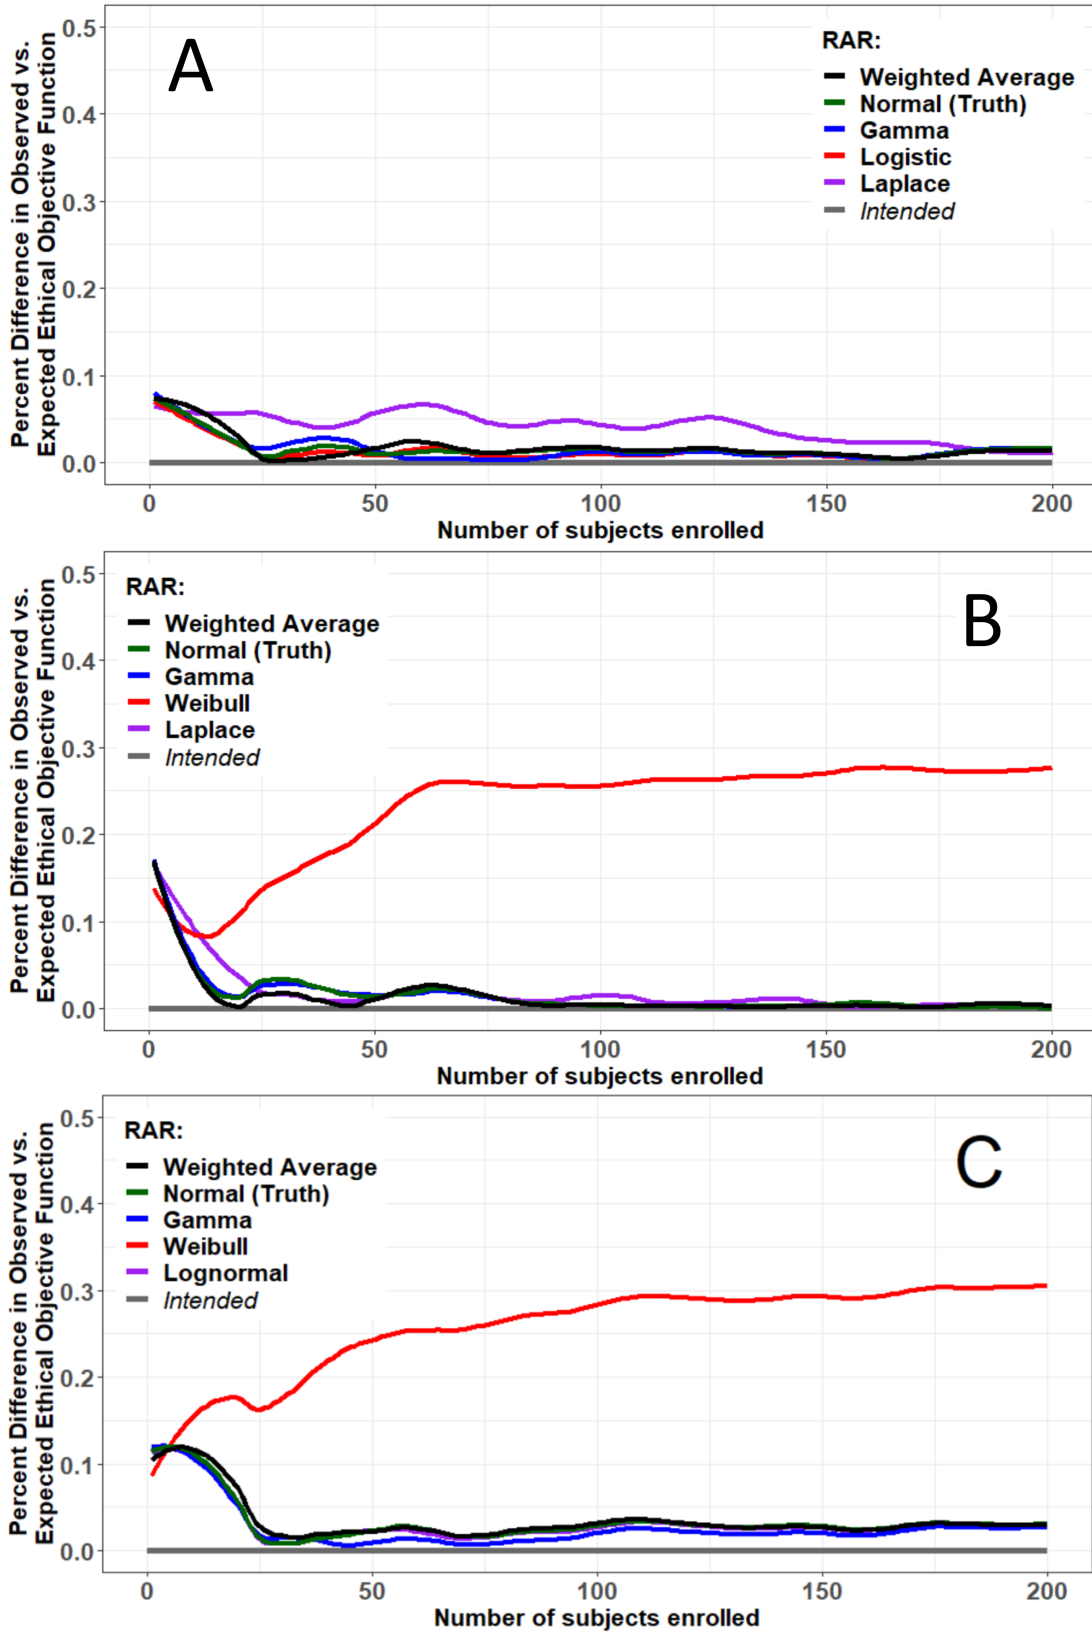 Percent Difference in Observed vs.
Expected Ethical Objective Function
0.5
0.4
0.3
0.2
0.1
0.0
A
RAR:
Weighted Average
Normal (Truth)
Gamma
Logistic
Laplace
Intended
0 50 100 150 200
Number of subjects enrolled
Percent Difference in Observed vs.
Expected Ethical Objective Function
0.5
0.4
0.3
0.2
0.1
0.0
RAR:
Weighted Average
Normal (Truth)
Gamma
Weibull
Laplace
Intended
B
0 50 100 150 200
Number of subjects enrolled
Percent Difference in Observed vs.
Expected Ethical Objective Function
0.5
0.4
0.3
0.2
0.1
0.0
RAR:
Weighted Average
Normal (Truth)
Gamma
Weibull
Lognormal
Intended
C
0 50 100 150 200
Number of subjects enrolled